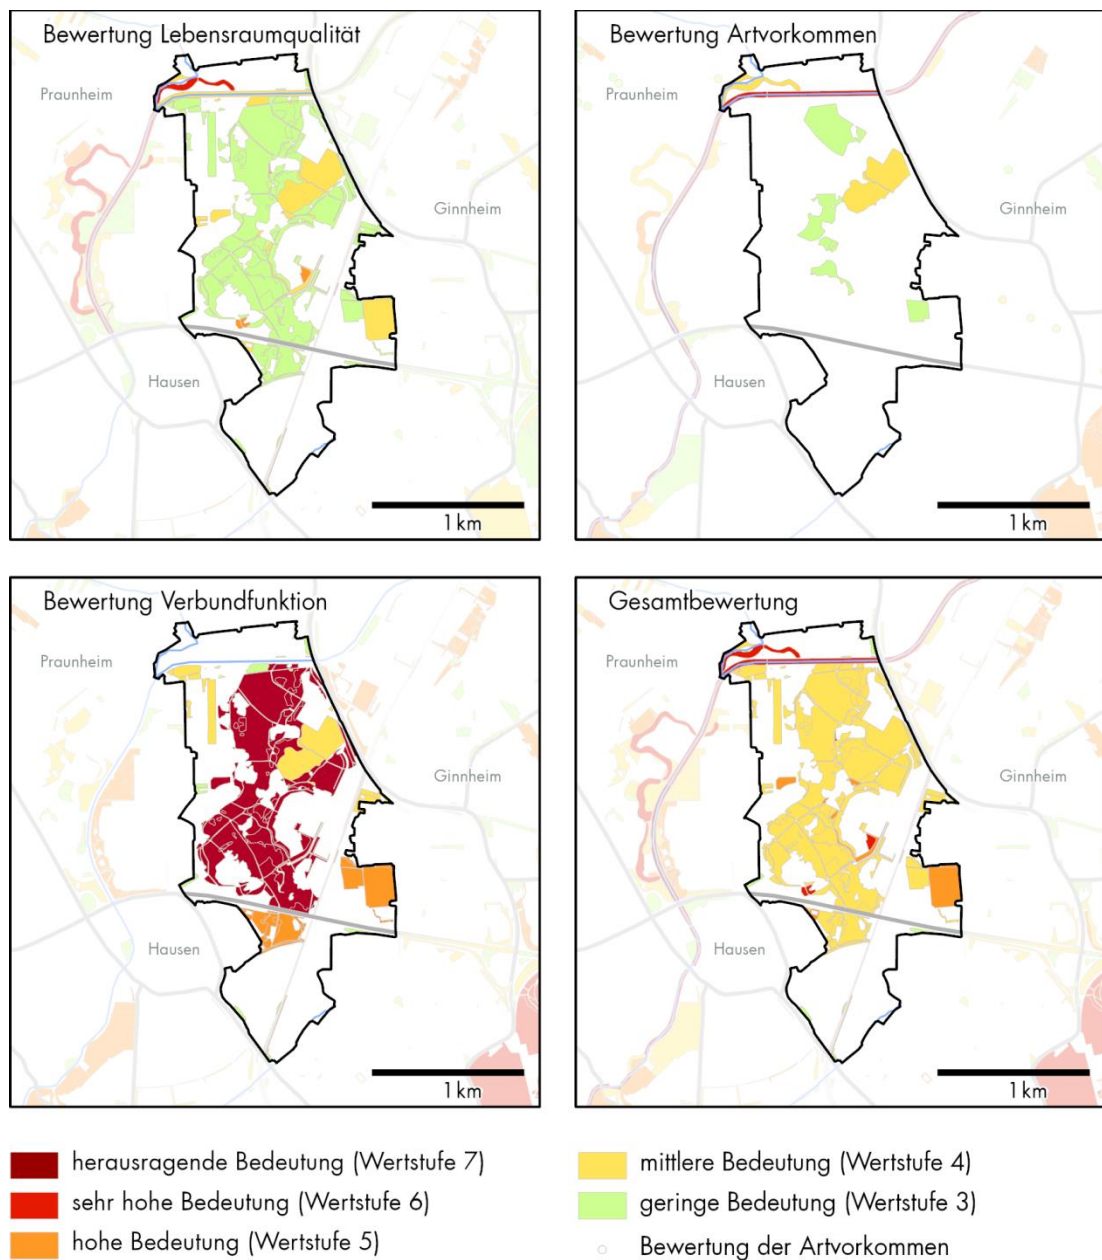 Bewertung Lebensraumqualität
Praunheim
Ginnheim
Hausen
1 km
Bewertung Artvorkommen
Praunheim
Ginnheim
Hausen
1 km
Bewertung Verbundfunktion
Praunheim
Ginnheim
Hausen
1 km
Gesamtbewertung
Praunheim
Ginnheim
Hausen
1 km
herausragende Bedeutung (Wertstufe 7)
sehr hohe Bedeutung (Wertstufe 6)
hohe Bedeutung (Wertstufe 5)
mittlere Bedeutung (Wertstufe 4)
geringe Bedeutung (Wertstufe 3)
Bewertung der Artvorkommen